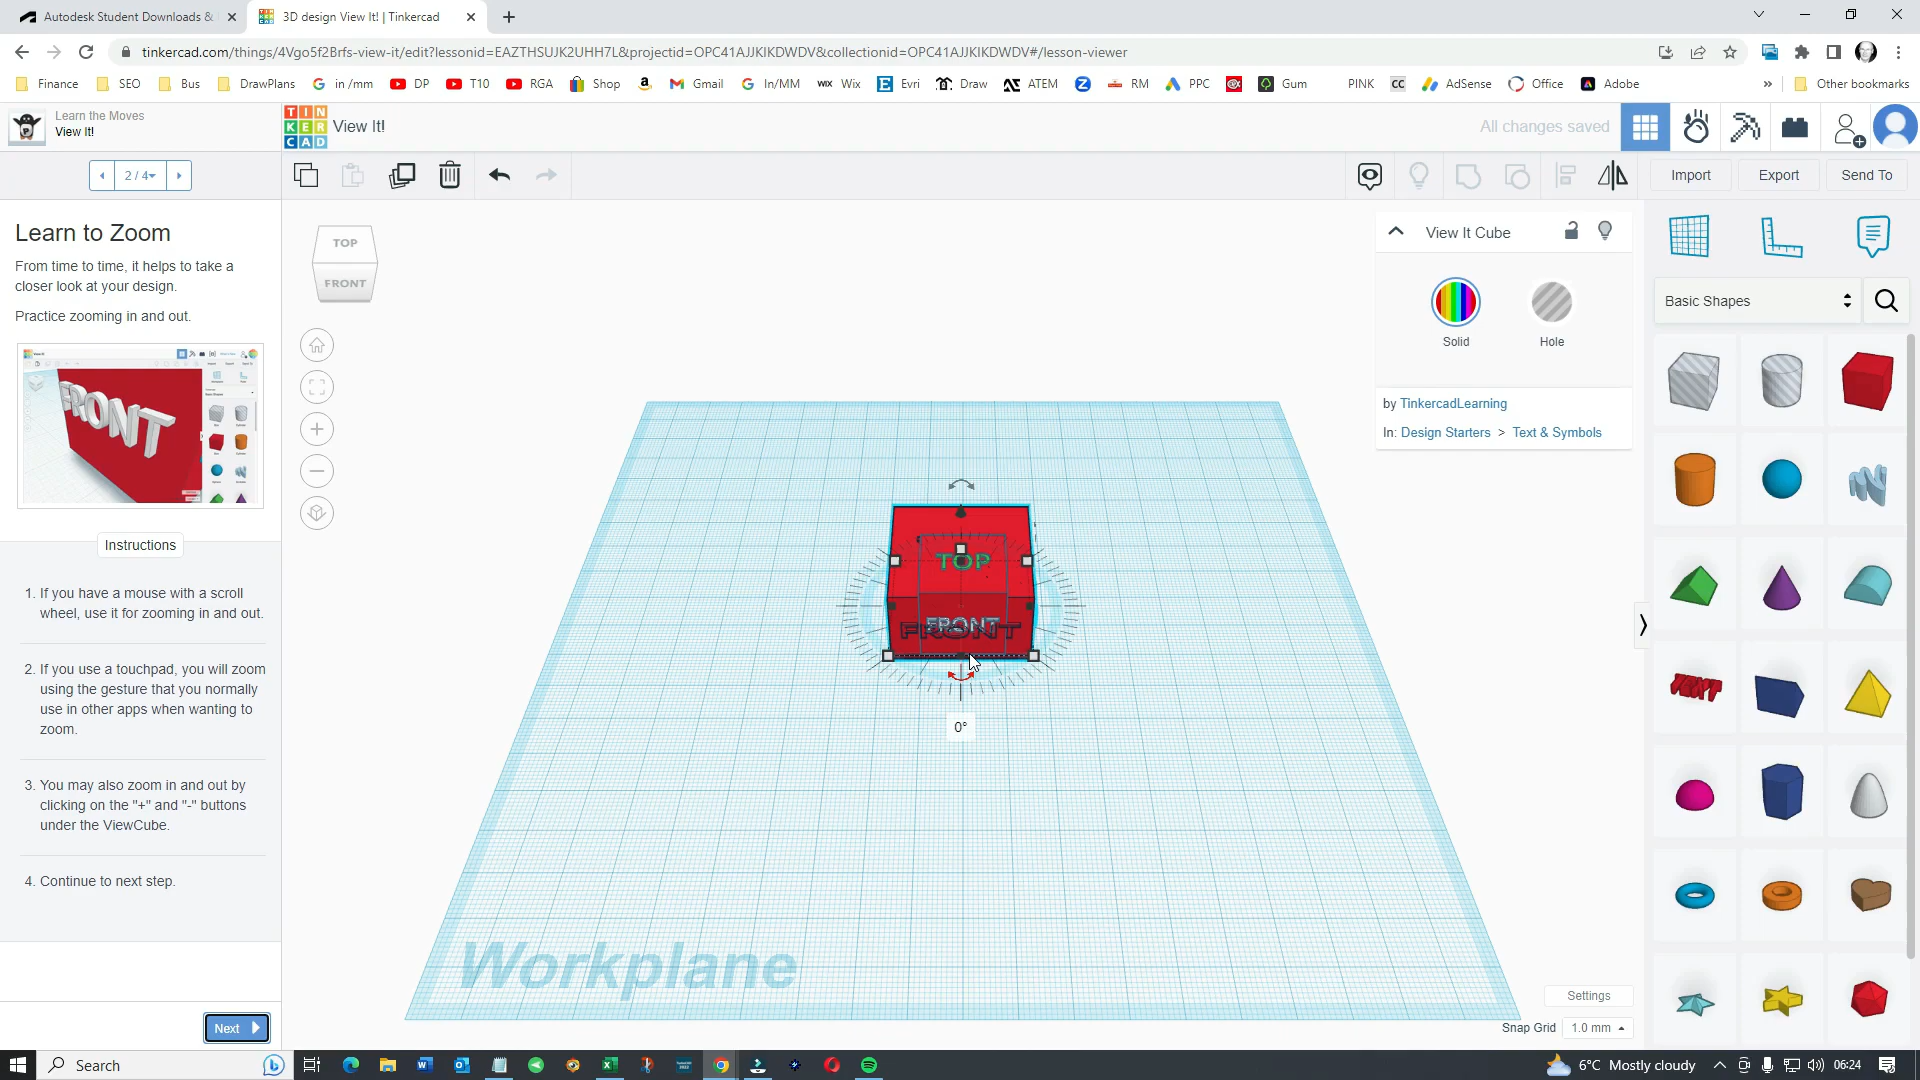 Autodesk Student Downloads &
3D design View It! | Tinkercad
tinkercad.com/things/4Vgo5f2Brfs-view-it/edit?lessonid=EAZTHSUJK2UHH7L&projectid=OPC41AJJKIKDWDV&collectionid=OPC41AJJKIKDWDV#/lesson-viewer
Finance
SEO
Bus
DrawPlans
in /mm
DP
T10
RGA
Shop
Gmail
In/MM
WIX Wix
Evri
Draw
ATEM
RM
PPC
Gum
PINK
CC
AdSense
Office
Adobe
»
Other bookmarks
Learn the Moves
View It!
TIN
KER
CAD
View It!
All changes saved
2 / 4
Import
Export
Send To
Learn to Zoom
From time to time, it helps to take a
closer look at your design.
Practice zooming in and out.
FRONT
Instructions
1. If you have a mouse with a scroll
wheel, use it for zooming in and out.
2. If you use a touchpad, you will zoom
using the gesture that you normally
use in other apps when wanting to
zoom.
3. You may also zoom in and out by
clicking on the "+" and "-" buttons
under the ViewCube.
4. Continue to next step.
Next
TOP
FRONT
TOP
FRONT
FRONT
0°
Workplane
View It Cube
Solid
Hole
by TinkercadLearning
In: Design Starters > Text & Symbols
Basic Shapes
Settings
Snap Grid
1.0 mm
Search
6°C Mostly cloudy
06:24